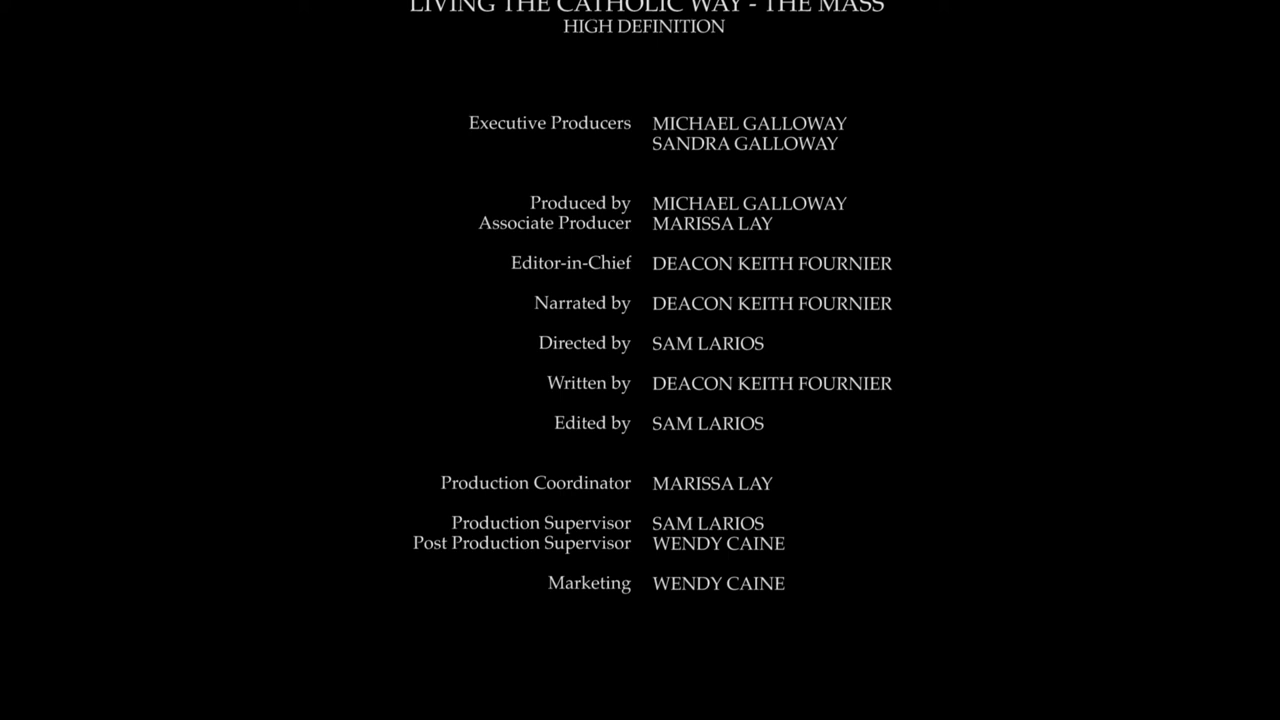 LIVING THE CATHOLIC WAY - THE MASS
HIGH DEFINITION
Executive Producers MICHAEL GALLOWAY
SANDRA GALLOWAY
Produced by MICHAEL GALLOWAY
Associate Producer MARISSA LAY
Editor-in-Chief DEACON KEITH FOURNIER
Narrated by DEACON KEITH FOURNIER
Directed by SAM LARIOS
Written by DEACON KEITH FOURNIER
Edited by SAM LARIOS
Production Coordinator MARISSA LAY
Production Supervisor SAM LARIOS
Post Production Supervisor WENDY CAINE
Marketing WENDY CAINE